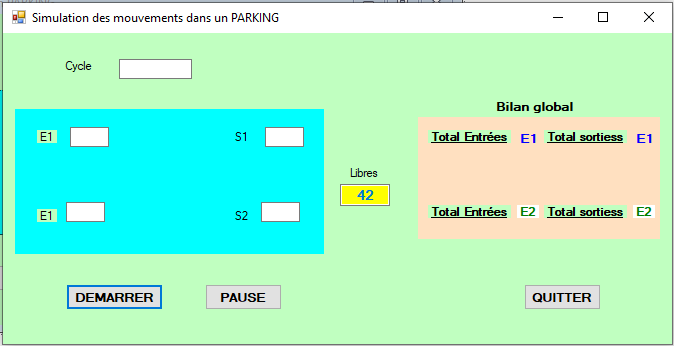 Simulation des mouvements dans un PARKING
Cycle
Bilan global
E1 S1
Total Entrées E1 Total sortiess E1
Libres
42
E1 S2
Total Entrées E2 Total sortiess E2
DEMARRER PAUSE QUITTER